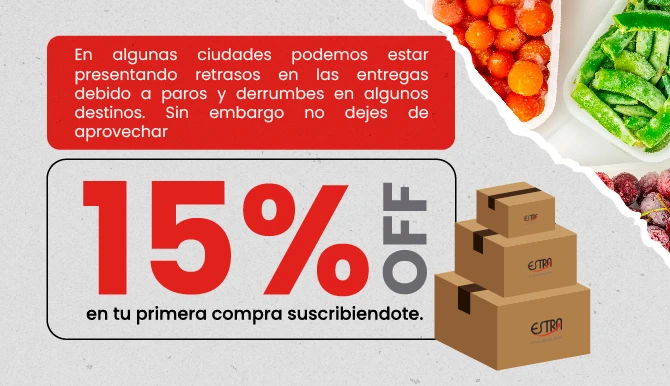 En algunas ciudades podemos estar
presentando retrasos en las entregas
debido a paros y derrumbes en algunos
destinos. Sin embargo no dejes de
aprovechar
15% OFF
en tu primera compra suscribiendote.
ESTRA
ESTRA
ESTRA